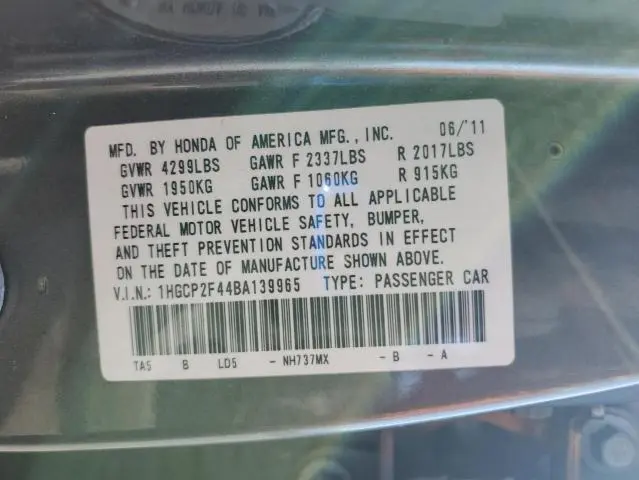 MFD. BY HONDA OF AMERICA MFG., INC. 06/'11
GVWR 4299LBS GAWR F 2337LBS R 2017LBS
GVWR 1950KG GAWR F 1060KG R 915KG
THIS VEHICLE CONFORMS TO ALL APPLICABLE
FEDERAL MOTOR VEHICLE SAFETY, BUMPER,
AND THEFT PREVENTION STANDARDS IN EFFECT
ON THE DATE OF MANUFACTURE SHOWN ABOVE.
V.I.N.: 1HGCP2F44BA139965 TYPE: PASSENGER CAR
TA5 B LD5 - NH737MX - B - A